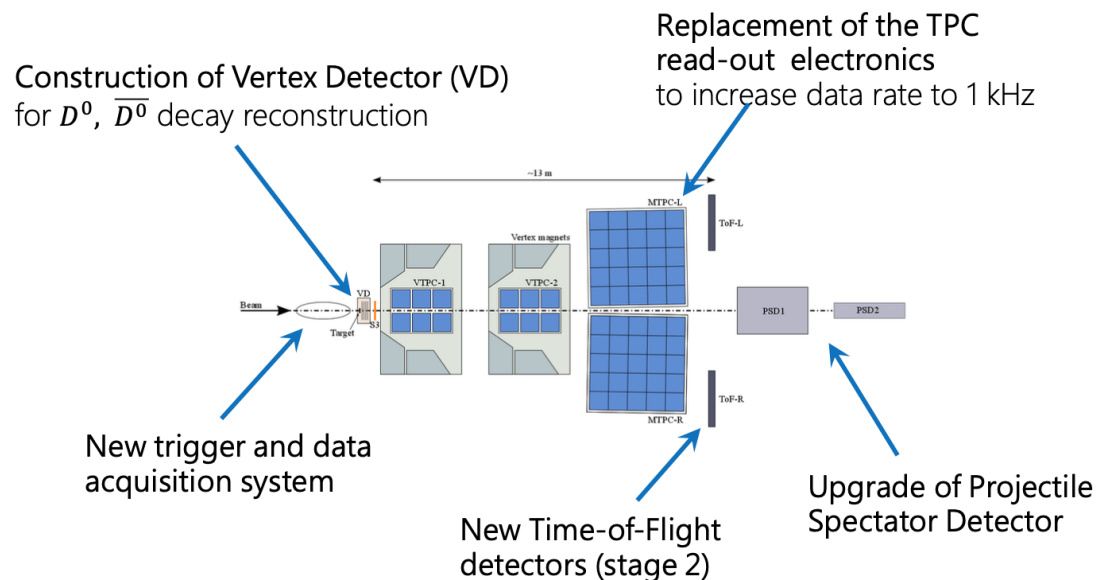 Replacement of the TPC
read-out electronics
to increase data rate to 1 kHz
Construction of Vertex Detector (VD)
for D⁰, D̅⁰ decay reconstruction
~13 m
MTPC-L
ToF-L
Vertex magnets
VTPC-1
VTPC-2
VD
Beam
S3
Target
PSD1
PSD2
ToF-R
MTPC-R
New trigger and data
acquisition system
New Time-of-Flight
detectors (stage 2)
Upgrade of Projectile
Spectator Detector